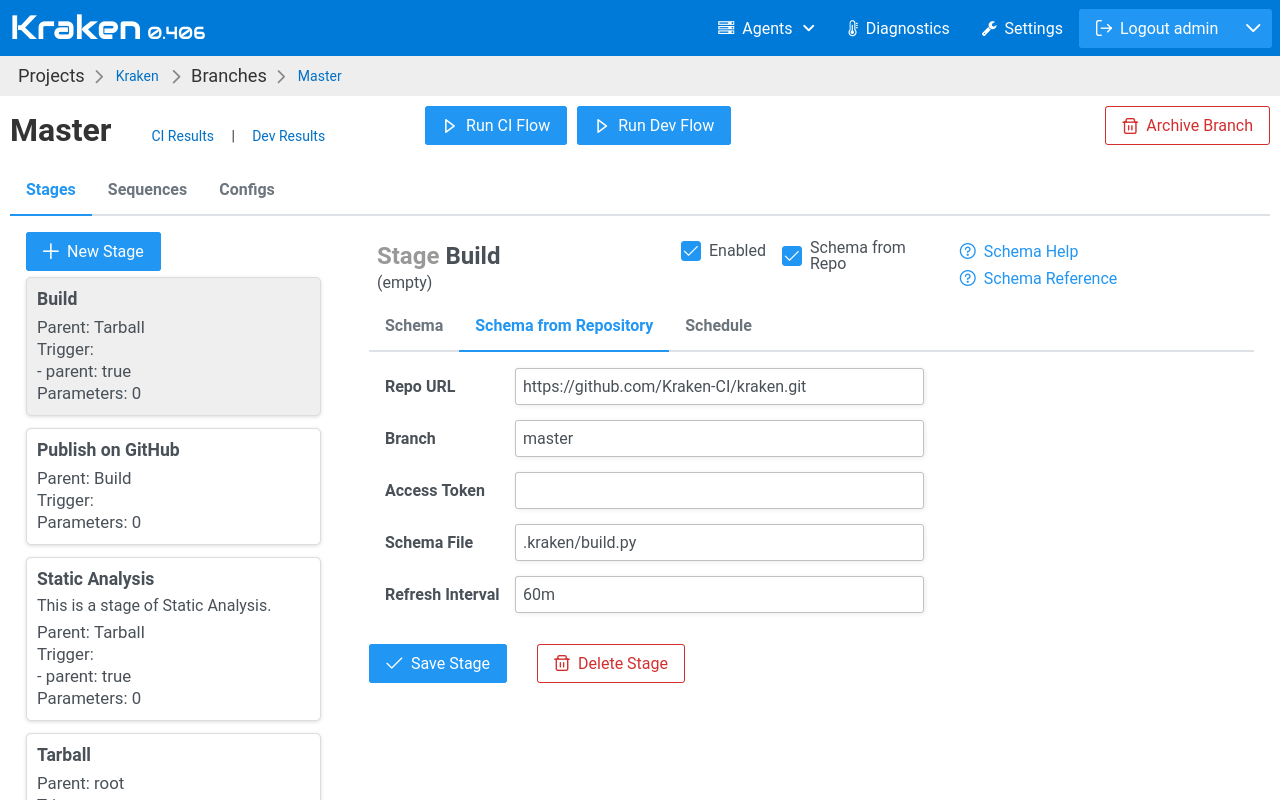 Kraken 0.406
Agents
Diagnostics
Settings
Logout admin
Projects
Kraken
Branches
Master
Master
CI Results | Dev Results
Run CI Flow
Run Dev Flow
Archive Branch
Stages
Sequences
Configs
New Stage
Build
Parent: Tarball
Trigger:
- parent: true
Parameters: 0
Publish on GitHub
Parent: Build
Trigger:
Parameters: 0
Static Analysis
This is a stage of Static Analysis.
Parent: Tarball
Trigger:
- parent: true
Parameters: 0
Tarball
Parent: root
Stage Build
(empty)
Enabled
Schema from
Repo
Schema Help
Schema Reference
Schema
Schema from Repository
Schedule
Repo URL
https://github.com/Kraken-CI/kraken.git
Branch
master
Access Token
Schema File
.kraken/build.py
Refresh Interval
60m
Save Stage
Delete Stage